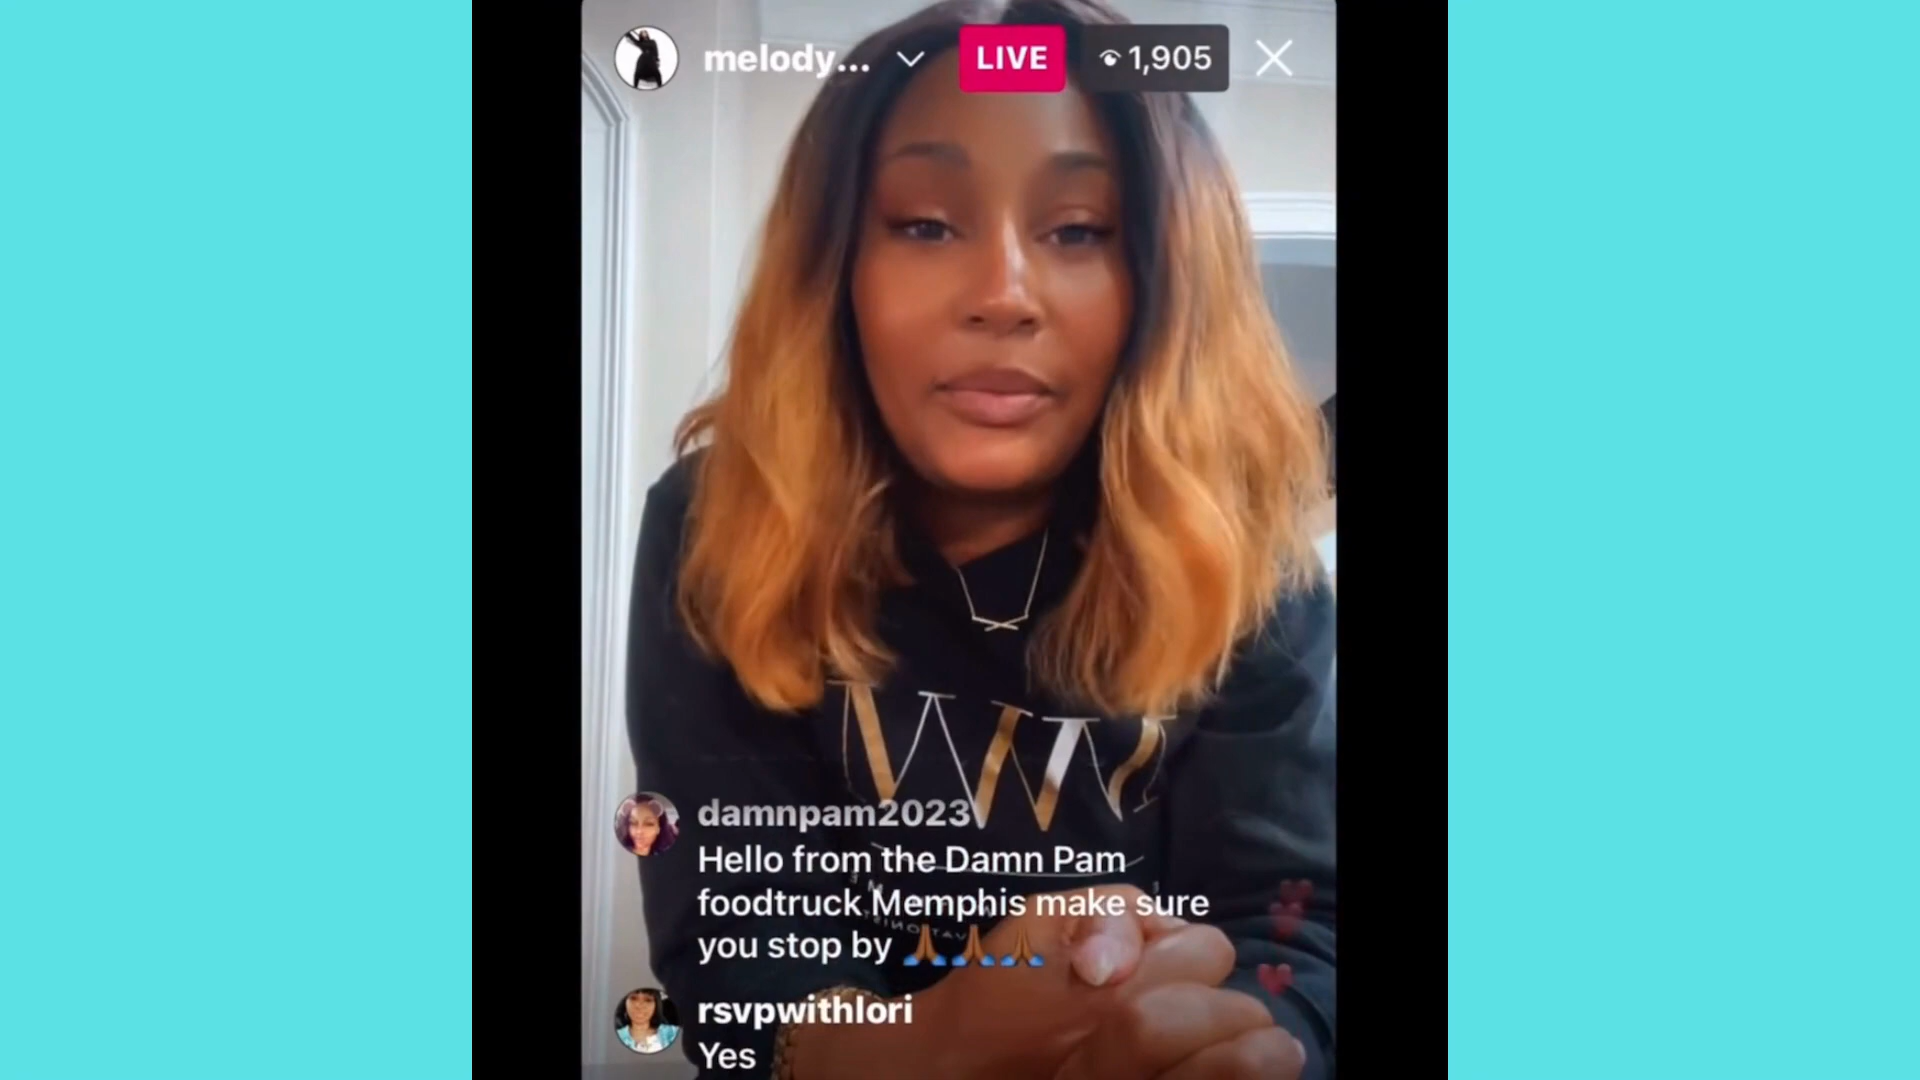 melody...
LIVE
1,905
damnpam2023
Hello from the Damn Pam
foodtruck Memphis make sure
you stop by 🙏🏾🙏🏾🙏🏾
rsvpwithlori
Yes